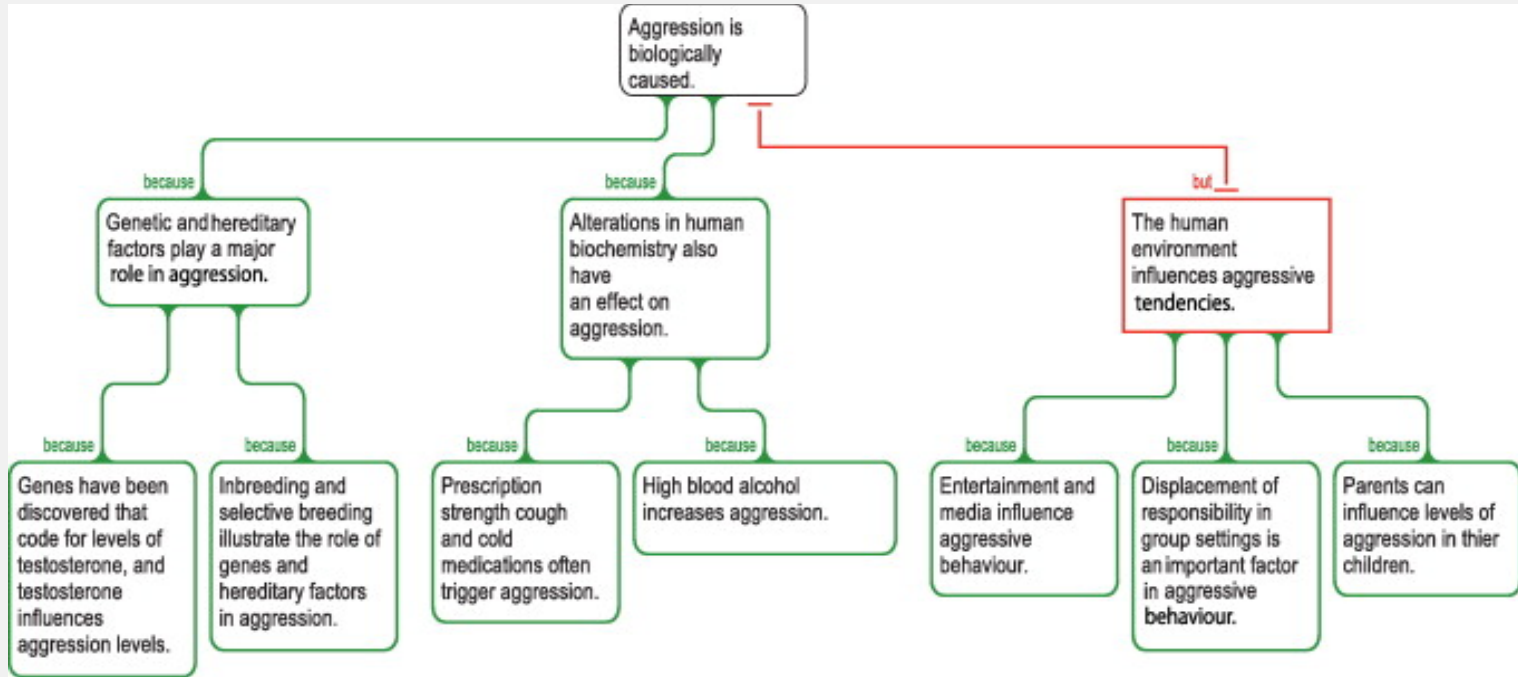 Aggression is
biologically
caused.
because
because
but
Genetic and hereditary
factors play a major
role in aggression.
Alterations in human
biochemistry also
have
an effect on
aggression.
The human
environment
influences aggressive
tendencies.
because
because
because
because
because
because
because
Genes have been
discovered that
code for levels of
testosterone, and
testosterone
influences
aggression levels.
Inbreeding and
selective breeding
illustrate the role of
genes and
hereditary factors
in aggression.
Prescription
strength cough
and cold
medications often
trigger aggression.
High blood alcohol
increases aggression.
Entertainment and
media influence
aggressive
behaviour.
Displacement of
responsibility in
group settings is
an important factor
in aggressive
behaviour.
Parents can
influence levels of
aggression in thier
children.